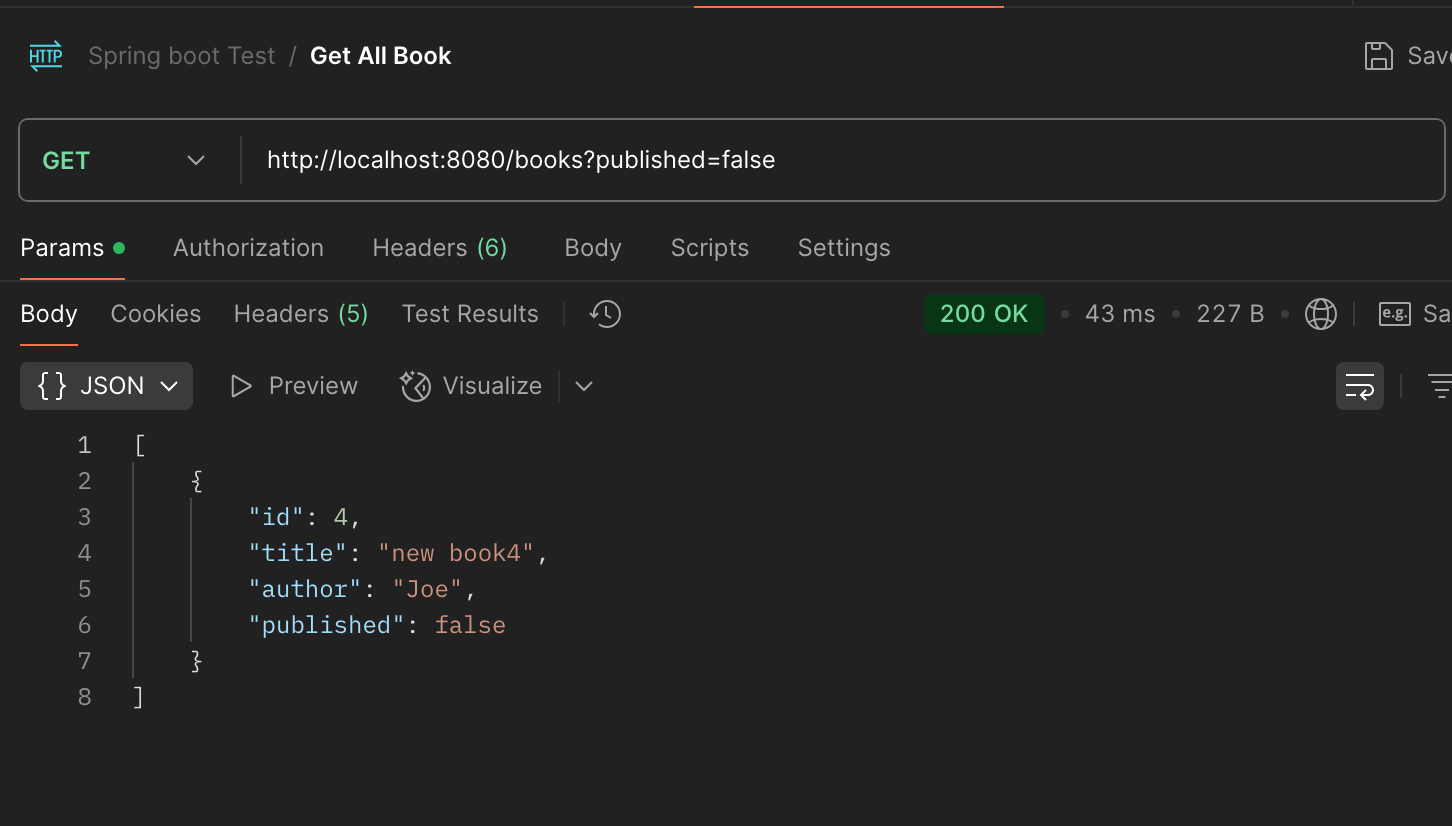 HTTP Spring boot Test / Get All Book Save
GET http://localhost:8080/books?published=false
Params Authorization Headers (6) Body Scripts Settings
Body Cookies Headers (5) Test Results 200 OK • 43 ms • 227 B • e.g. Sa
{ } JSON Preview Visualize
1 [
2 {
3 "id": 4,
4 "title": "new book4",
5 "author": "Joe",
6 "published": false
7 }
8 ]